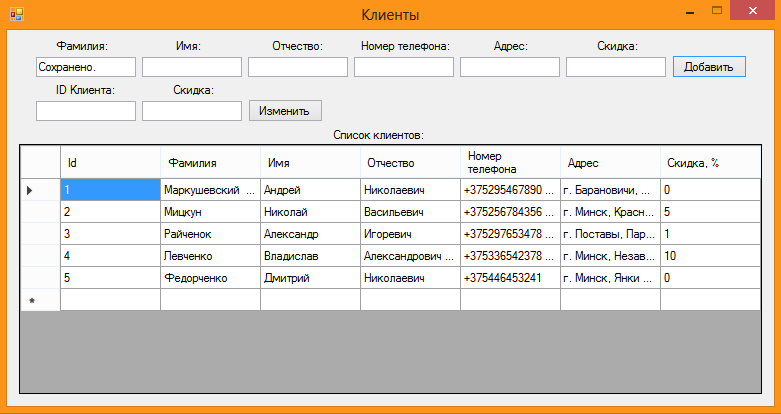 Клиенты
Фамилия: Имя: Отчество: Номер телефона: Адрес: Скидка:
Сохранено. Добавить
ID Клиента: Скидка:
Изменить
Список клиентов:
Id Фамилия Имя Отчество Номер телефона Адрес Скидка, %
1 Маркушевский ... Андрей Николаевич +375295467890 ... г. Барановичи, ... 0
2 Мицкун Николай Васильевич +375256784356 ... г. Минск, Красн... 5
3 Райченок Александр Игоревич +375297653478 ... г. Поставы, Пар... 1
4 Левченко Владислав Александрович ... +375336542378 ... г. Минск, Незав... 10
5 Федорченко Дмитрий Николаевич +375446453241 г. Минск, Янки ... 0